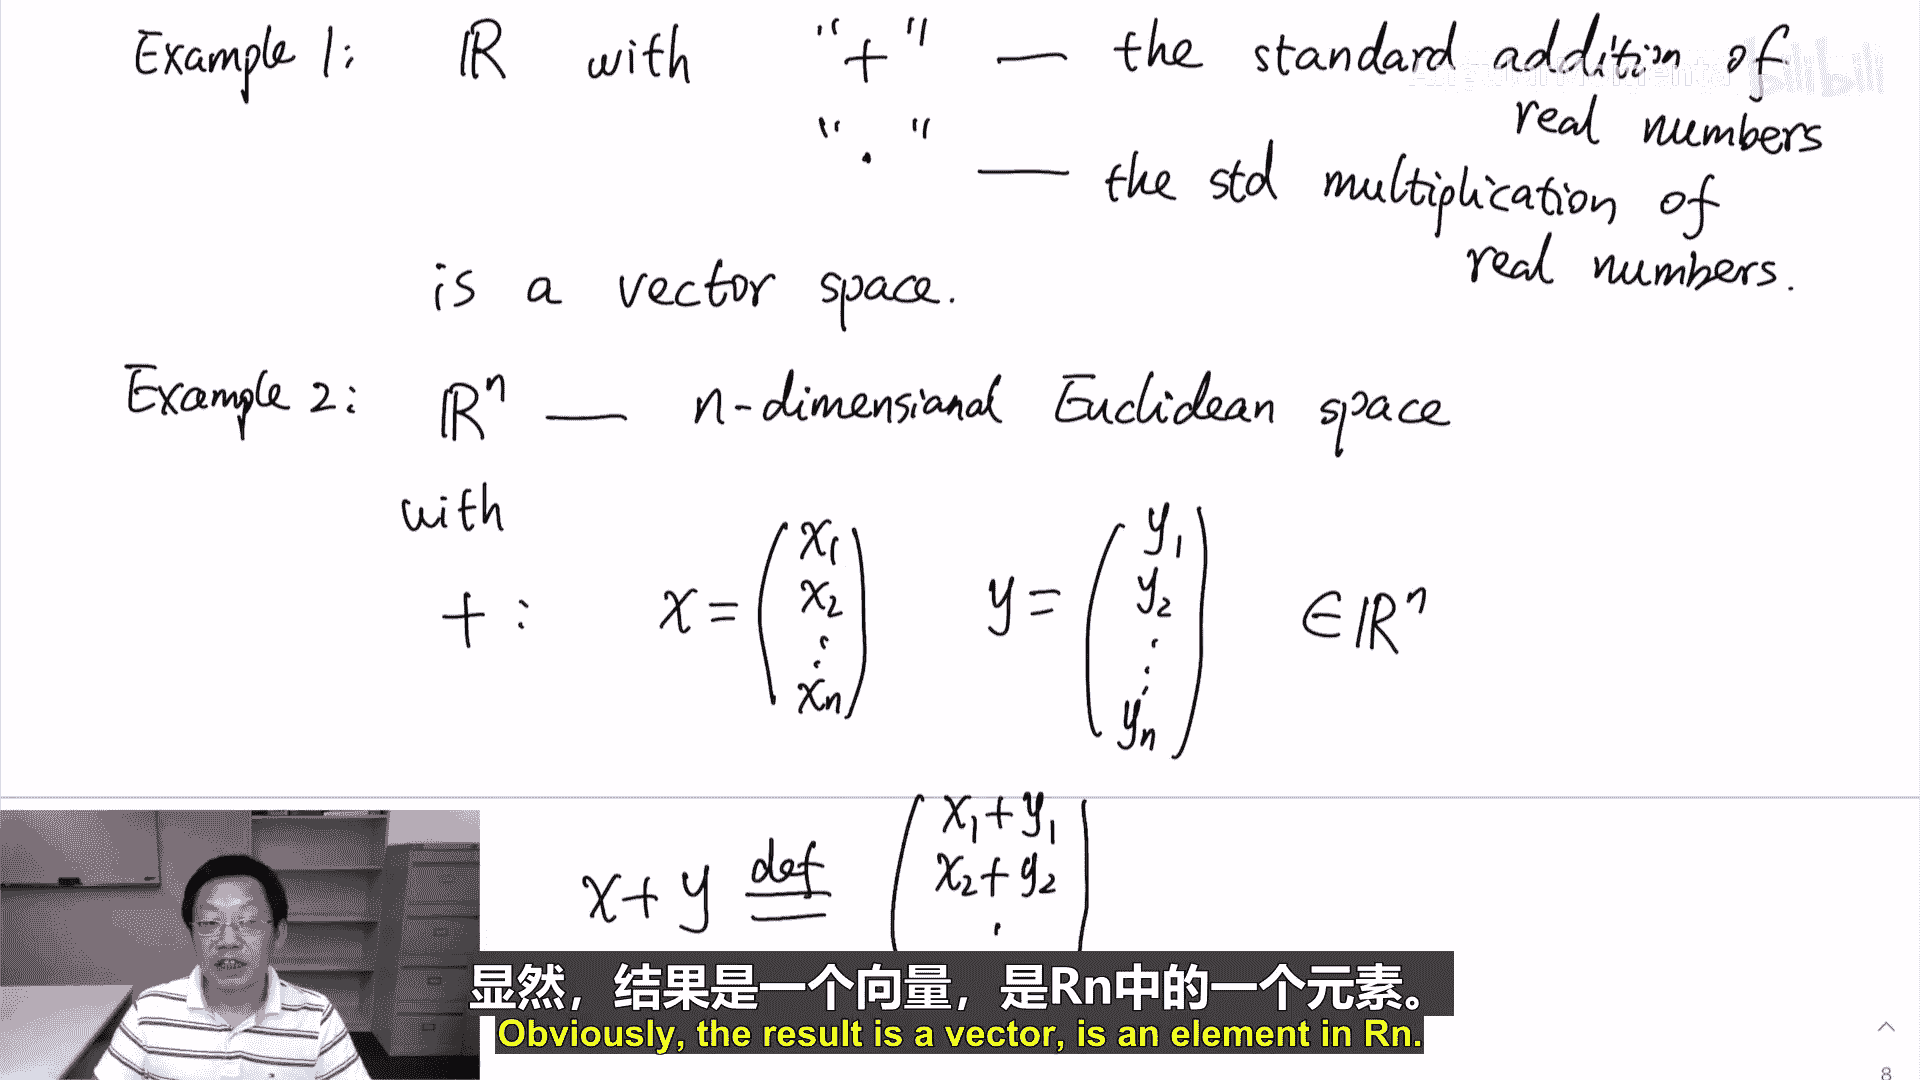 Example 1: ℝ with "+" — the standard addition of
real numbers
"·" — the std multiplication of
real numbers.
is a vector space.
Example 2: ℝⁿ — n-dimensianal Euclidean space
with
+ : x = (x₁ x₂ ⋮ xₙ) y = (y₁ y₂ ⋮ yₙ) ∈ ℝⁿ
x + y def= (x₁+y₁
x₂+y₂
.
显然，结果是一个向量，是Rn中的一个元素。
Obviously, the result is a vector, is an element in Rn.
bilibili
8